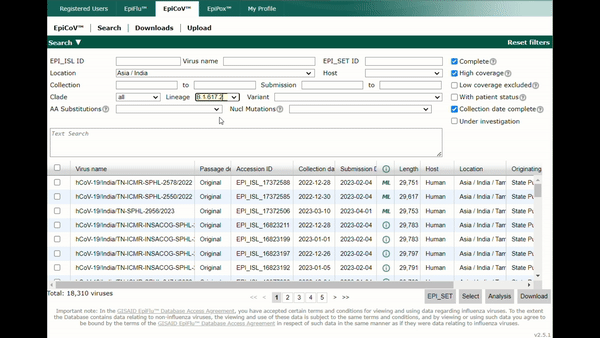 Registered Users EpiFlu™ EpiCoV™ EpiPox™ My Profile
EpiCoV™ Search Downloads Upload
Search Reset filters
EPI_ISL ID Virus name EPI_SET ID Complete
Location Asia / India Host High coverage
Collection to Submission to Low coverage excluded
Clade all Lineage B.1.617.2 Variant With patient status
AA Substitutions Nucl Mutations Collection date complete
Under investigation
Text Search
Virus name Passage de Accession ID Collection da Submission D Length Host Location Originating
hCoV-19/India/TN-ICMR-SPHL-2578/2022 Original EPI_ISL_17372588 2022-12-28 2023-02-04 29,751 Human Asia / India / Tam State Pu
hCoV-19/India/TN-ICMR-SPHL-2550/2022 Original EPI_ISL_17372585 2022-12-30 2023-02-04 29,617 Human Asia / India / Tam State Pu
hCoV-19/India/TN-SPHL-2956/2023 Original EPI_ISL_17372506 2023-03-10 2023-04-01 29,753 Human Asia / India / Tam State Pu
hCoV-19/India/TN-ICMR-INSACOG-SPHL- Original EPI_ISL_16823211 2022-12-28 2023-02-04 29,783 Human Asia / India / Tam State Pu
hCoV-19/India/TN-ICMR-INSACOG-SPHL- Original EPI_ISL_16823199 2023-01-01 2023-02-04 29,783 Human Asia / India / Tam State Pu
hCoV-19/India/TN-ICMR-INSACOG-SPHL- Original EPI_ISL_16823197 2022-12-26 2023-02-04 29,783 Human Asia / India / Tam State Pu
hCoV-19/India/TN-ICMR-INSACOG-SPHL- Original EPI_ISL_16823192 2023-01-05 2023-02-04 29,791 Human Asia / India / Tam State Pu
Total: 18,310 viruses << < 1 2 3 4 5 > >> EPI_SET Select Analysis Download
Important note: In the GISAID EpiFlu™ Database Access Agreement, you have accepted certain terms and conditions for viewing and using data regarding influenza viruses. To the extent
the Database contains data relating to non-influenza viruses, the viewing and use of these data is subject to the same terms and conditions, and by viewing or using such data you agree to
be bound by the terms of the GISAID EpiFlu™ Database Access Agreement in respect of such data in the same manner as if they were data relating to influenza viruses.
v2.5.1